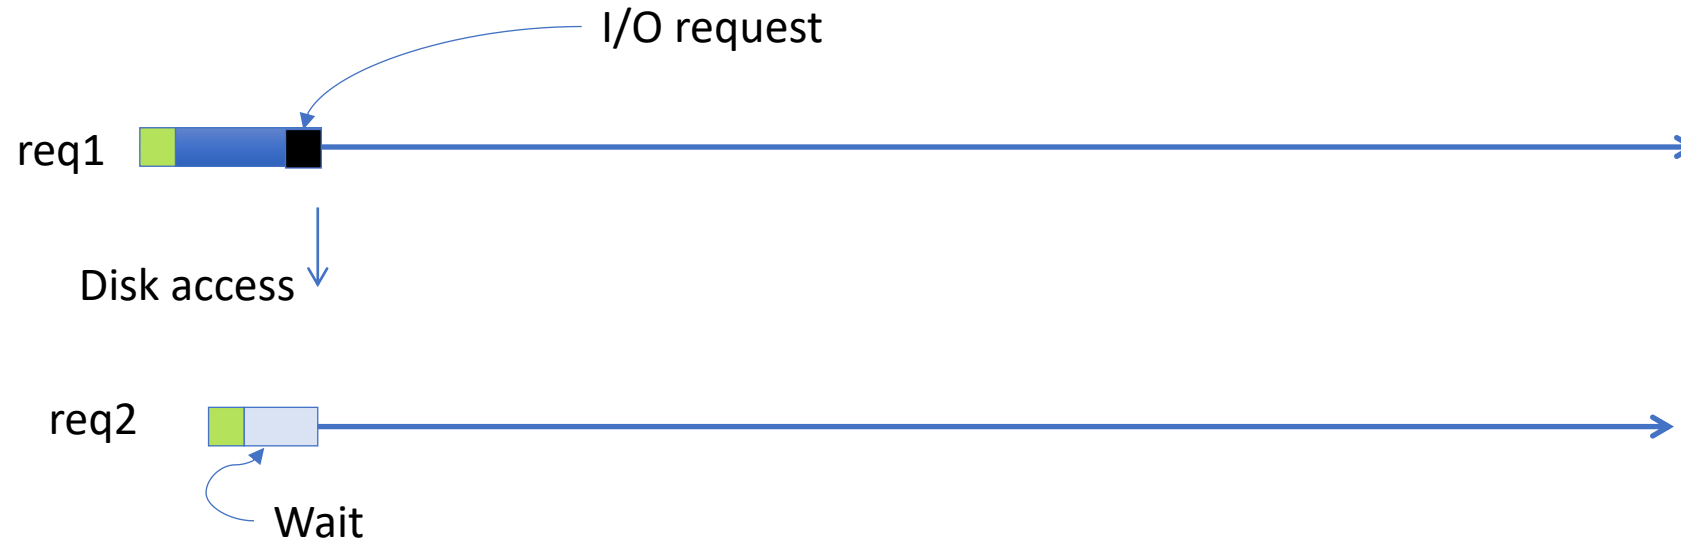 I/O request
req1
Disk access
req2
Wait